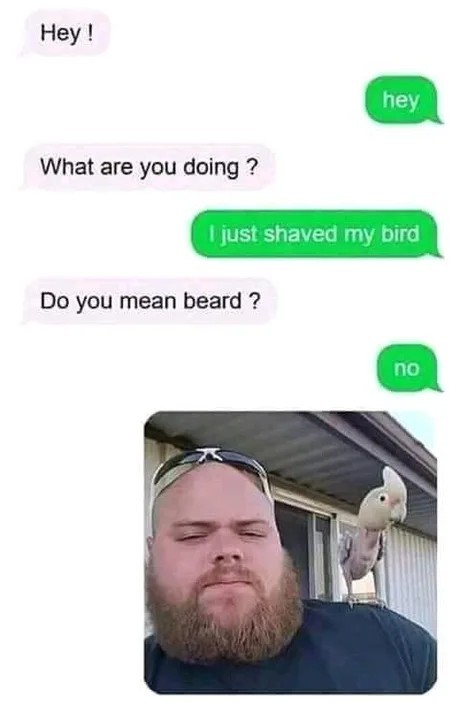 Hey !
hey
What are you doing ?
I just shaved my bird
Do you mean beard ?
no